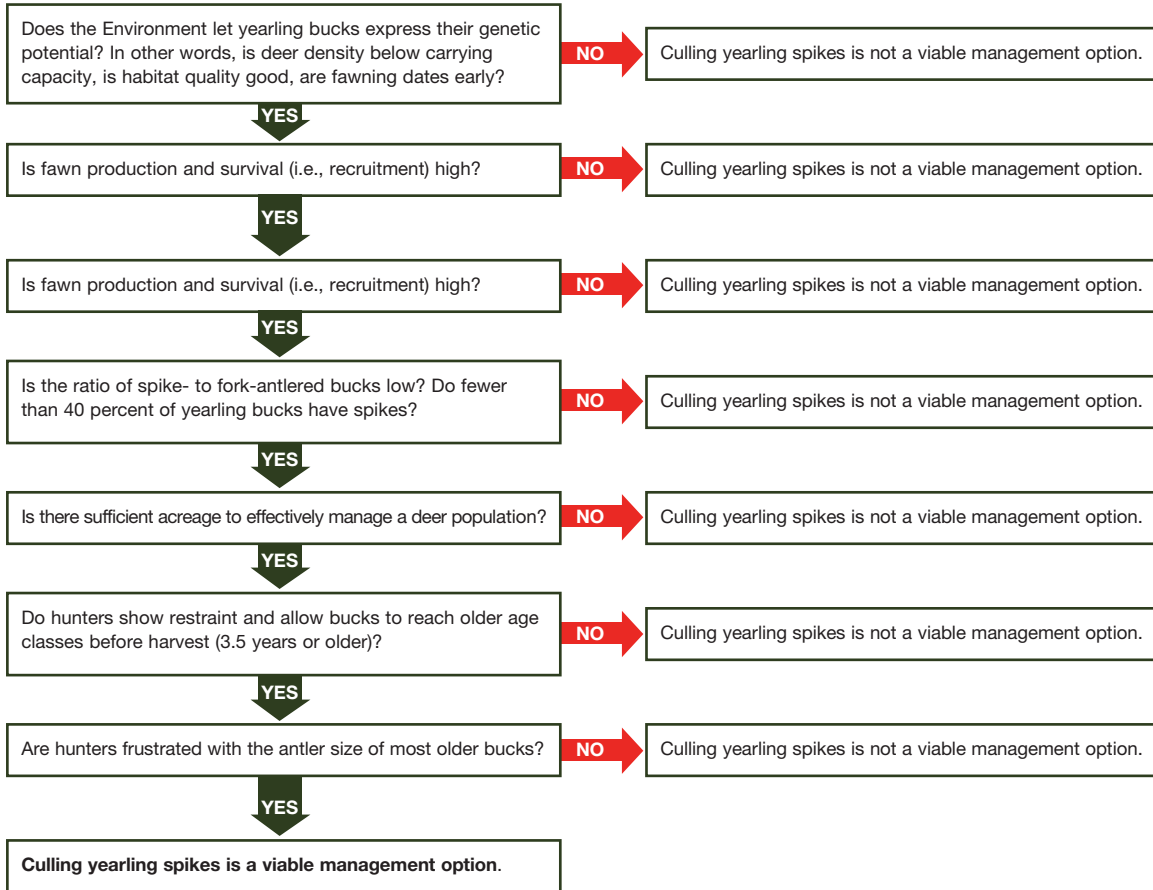 Does the Environment let yearling bucks express their genetic
potential? In other words, is deer density below carrying
capacity, is habitat quality good, are fawning dates early?
NO
Culling yearling spikes is not a viable management option.
YES
Is fawn production and survival (i.e., recruitment) high?
NO
Culling yearling spikes is not a viable management option.
YES
Is fawn production and survival (i.e., recruitment) high?
NO
Culling yearling spikes is not a viable management option.
YES
Is the ratio of spike- to fork-antlered bucks low? Do fewer
than 40 percent of yearling bucks have spikes?
NO
Culling yearling spikes is not a viable management option.
YES
Is there sufficient acreage to effectively manage a deer population?
NO
Culling yearling spikes is not a viable management option.
YES
Do hunters show restraint and allow bucks to reach older age
classes before harvest (3.5 years or older)?
NO
Culling yearling spikes is not a viable management option.
YES
Are hunters frustrated with the antler size of most older bucks?
NO
Culling yearling spikes is not a viable management option.
YES
Culling yearling spikes is a viable management option.